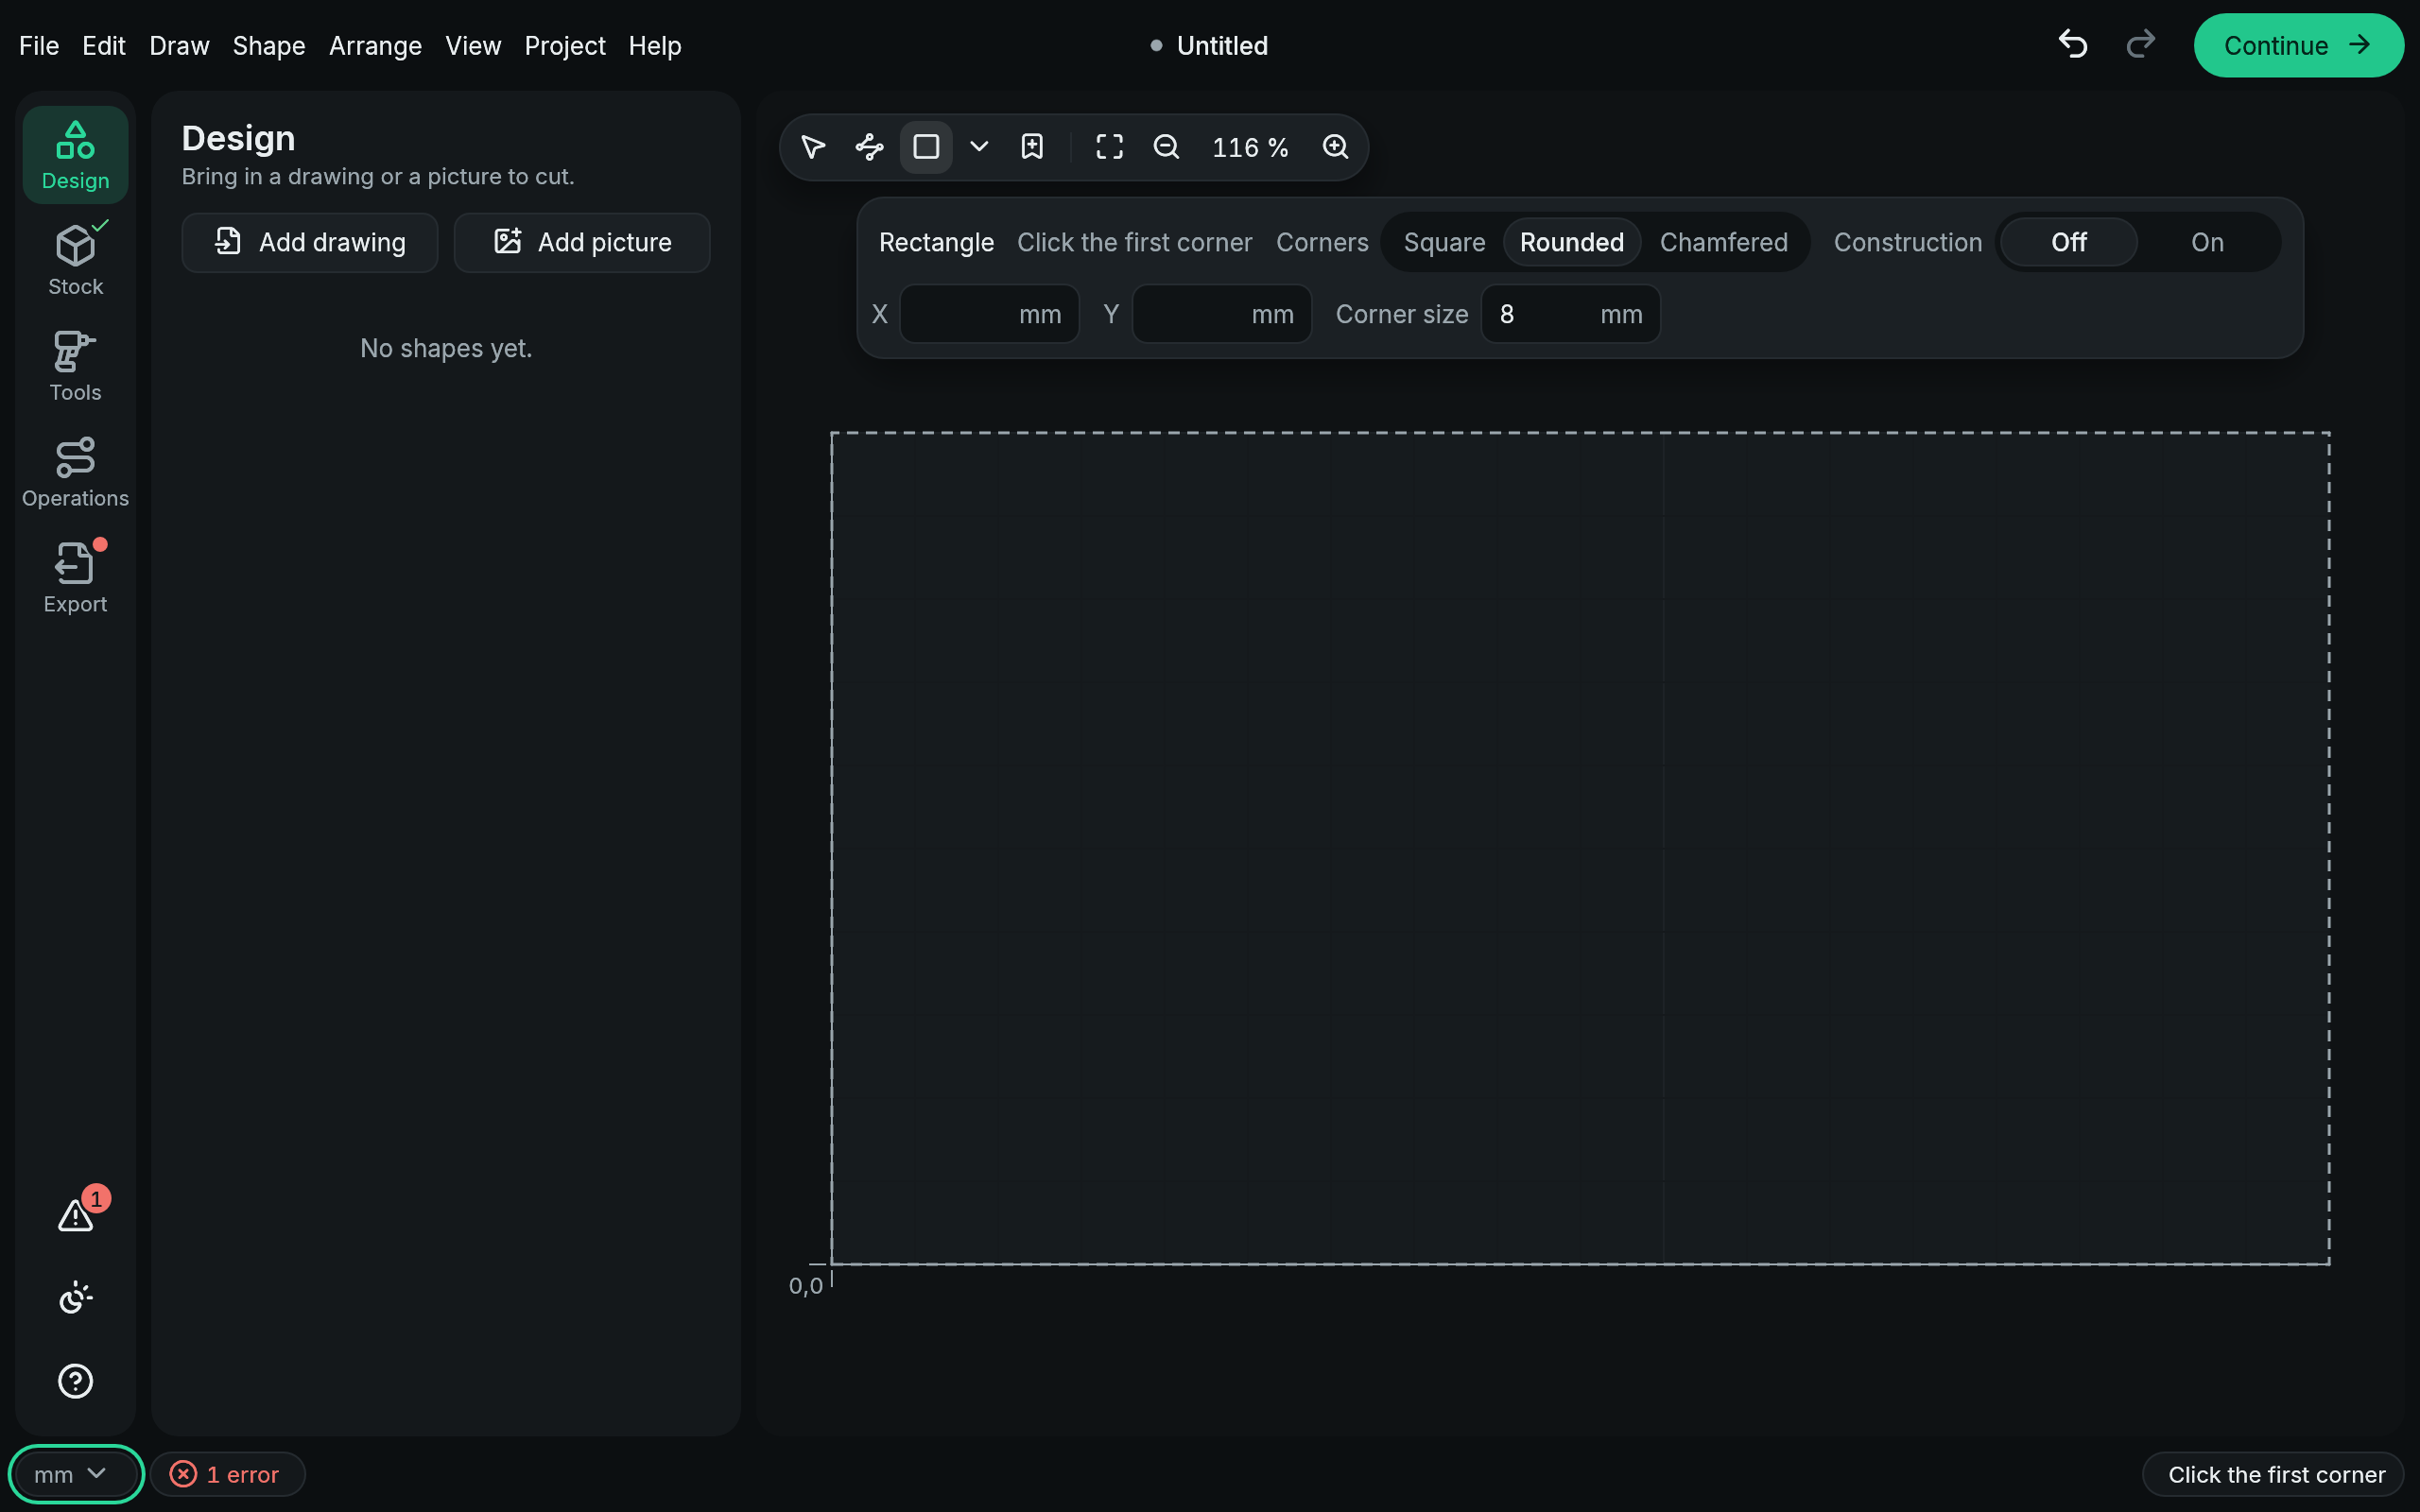 File Edit Draw Shape Arrange View Project Help
Untitled
Continue
Design
Stock
Tools
Operations
Export
1
Design
Bring in a drawing or a picture to cut.
Add drawing Add picture
No shapes yet.
116 %
Rectangle Click the first corner Corners Square Rounded Chamfered Construction Off On
X mm Y mm Corner size 8 mm
0,0
mm 1 error
Click the first corner